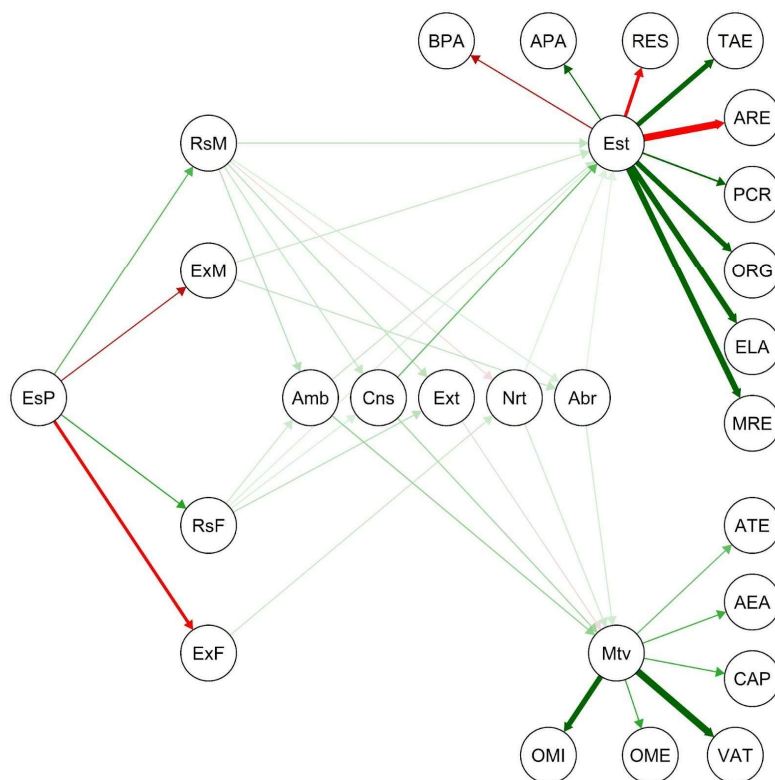 BPA APA RES TAE
ARE
RsM Est
PCR
ExM ORG
ELA
EsP Amb Cns Ext Nrt Abr
MRE
RsF ATE
AEA
ExF Mtv
CAP
OMI OME VAT